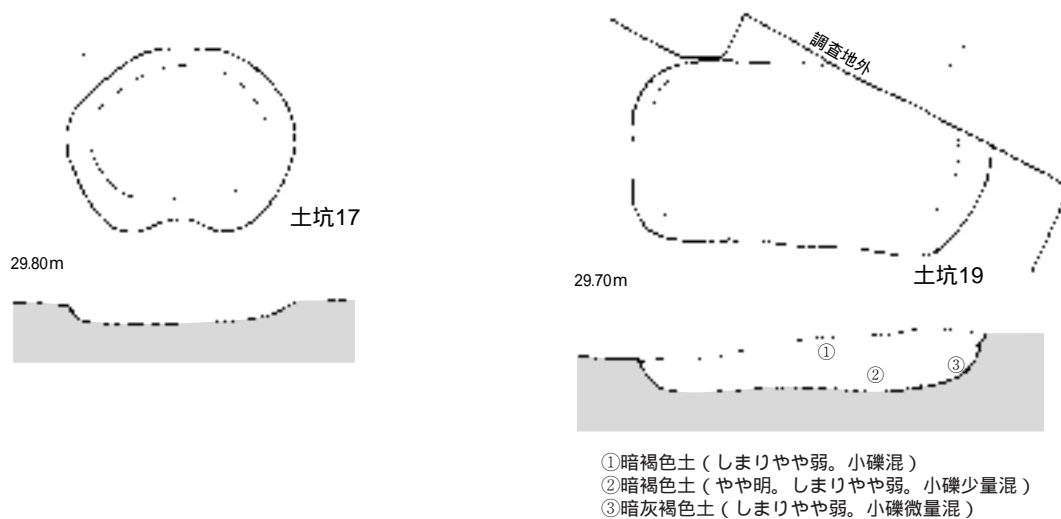 土坑17
29.80m
調査地外
土坑19
29.70m
①
②
③
①暗褐色土（しまりやや弱。小礫混）
②暗褐色土（やや明。しまりやや弱。小礫少量混）
③暗灰褐色土（しまりやや弱。小礫微量混）